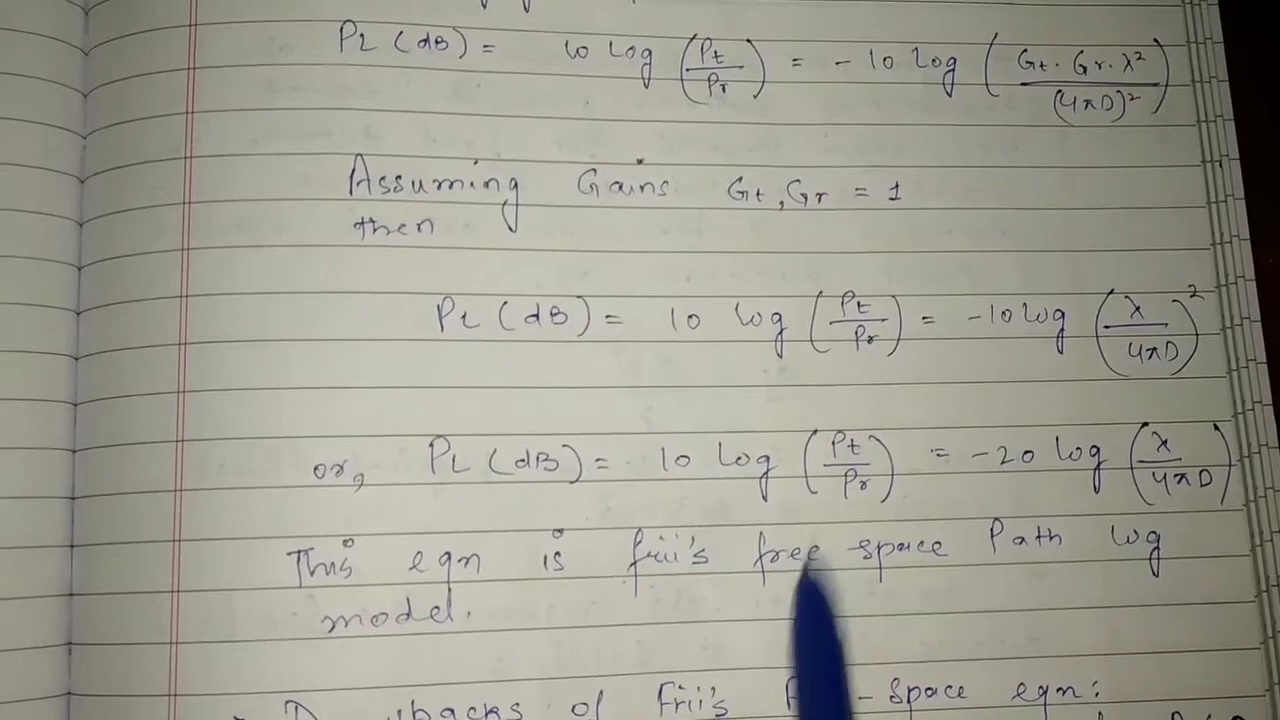 PL (dB) = 10 log (Pt/Pr) = - 10 log (Gt. Gr. λ²/(4πD)²)
Assuming Gains Gt, Gr = 1
then
PL (dB) = 10 log (Pt/Pr) = -10 log (λ/4πD)²
or, PL (dB) = 10 log (Pt/Pr) = -20 log (λ/4πD)
This eqn is frii's free-space Path log
model.
of Frii's - Space eqn: